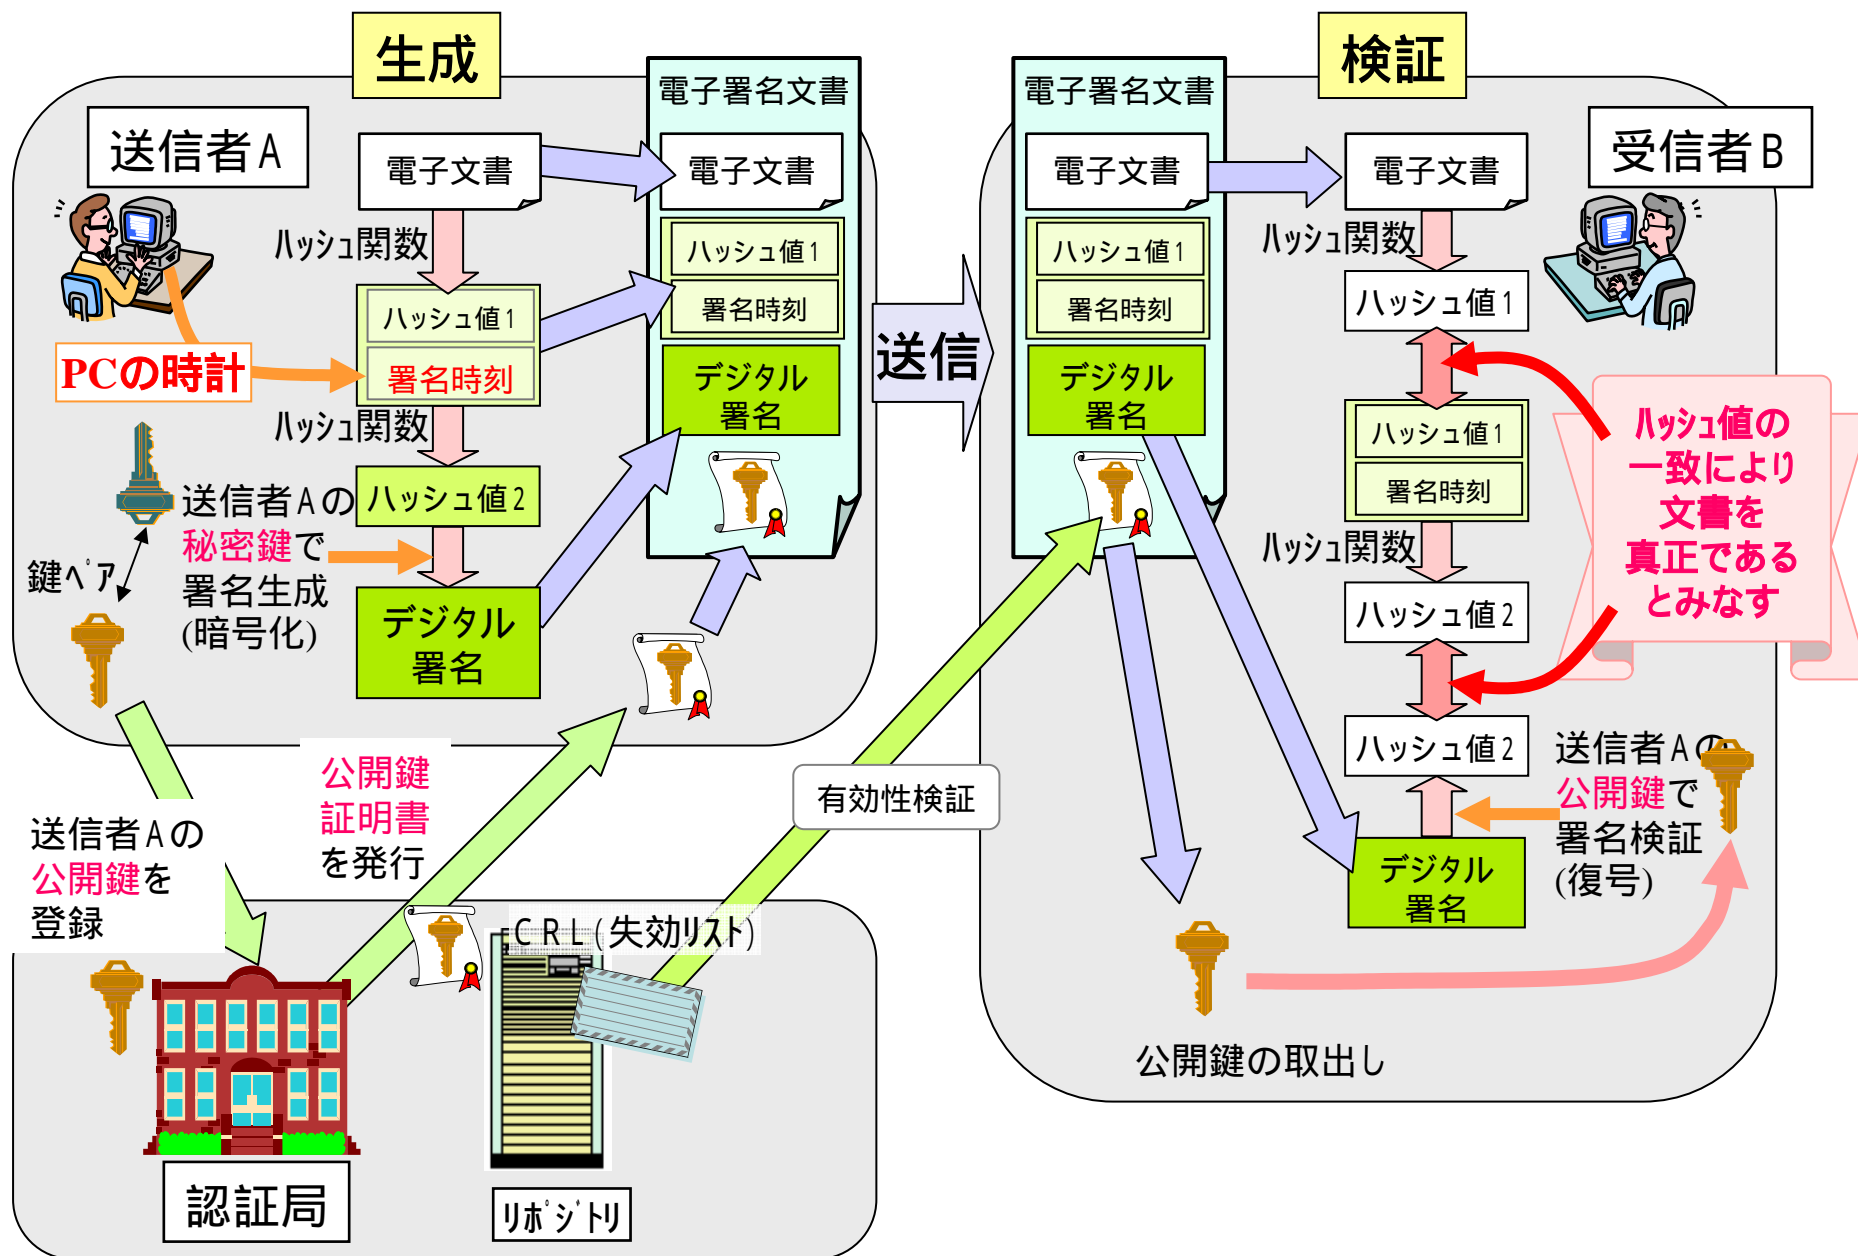 生成
送信者A
電子文書
ハッシュ関数
ハッシュ値1
署名時刻
PCの時計
ハッシュ関数
ハッシュ値2
送信者Aの
秘密鍵で
署名生成
(暗号化)
鍵ペア
デジタル
署名
電子署名文書
電子文書
ハッシュ値1
署名時刻
デジタル
署名
送信
検証
電子署名文書
電子文書
ハッシュ値1
署名時刻
デジタル
署名
受信者B
電子文書
ハッシュ関数
ハッシュ値1
ハッシュ値1
署名時刻
ハッシュ関数
ハッシュ値2
ハッシュ値2
デジタル
署名
ハッシュ値の
一致により
文書を
真正である
とみなす
送信者Aの
公開鍵で
署名検証
(復号)
公開鍵の取出し
有効性検証
公開鍵
証明書
を発行
送信者Aの
公開鍵を
登録
CRL(失効リスト)
認証局
リポジトリ